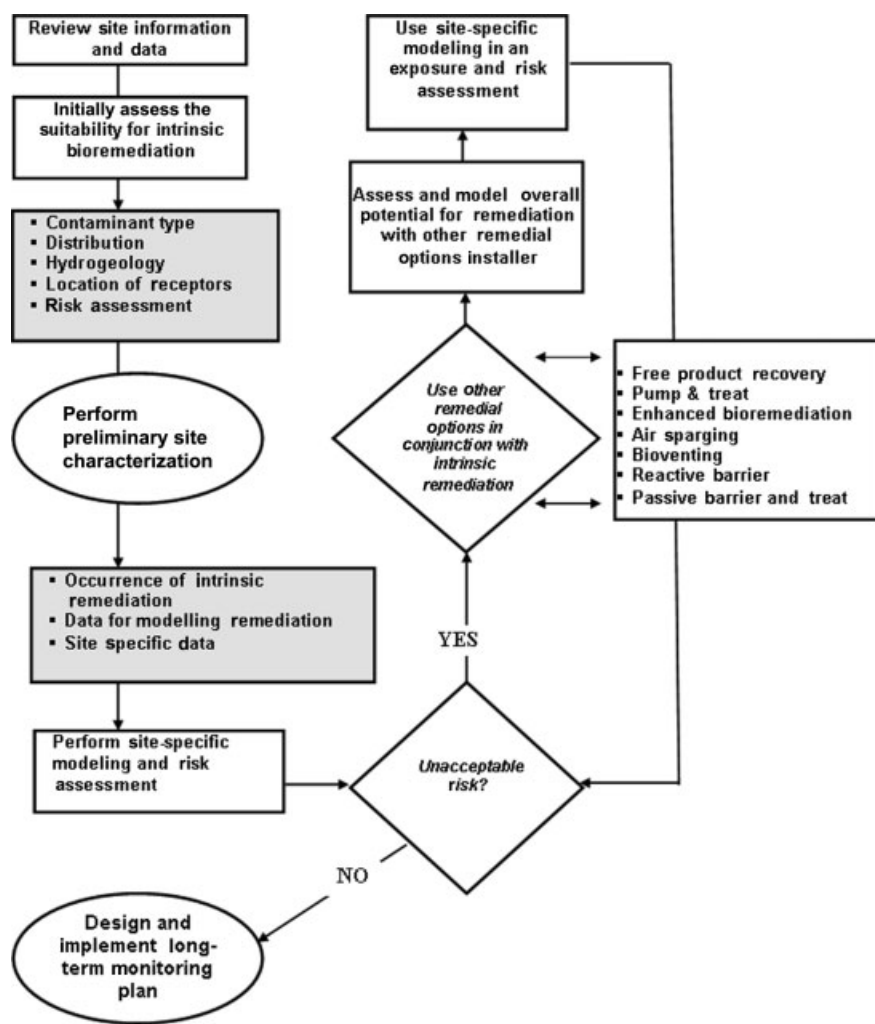 Review site information
and data
Initially assess the
suitability for intrinsic
bioremediation
▪ Contaminant type
▪ Distribution
▪ Hydrogeology
▪ Location of receptors
▪ Risk assessment
Perform
preliminary site
characterization
▪ Occurrence of intrinsic
remediation
▪ Data for modelling remediation
▪ Site specific data
Perform site-specific
modeling and risk
assessment
Unacceptable
risk?
NO
Design and
implement long-
term monitoring
plan
YES
Use other
remedial
options in
conjunction with
intrinsic
remediation
▪ Free product recovery
▪ Pump & treat
▪ Enhanced bioremediation
▪ Air sparging
▪ Bioventing
▪ Reactive barrier
▪ Passive barrier and treat
Assess and model overall
potential for remediation
with other remedial
options installer
Use site-specific
modeling in an
exposure and risk
assessment